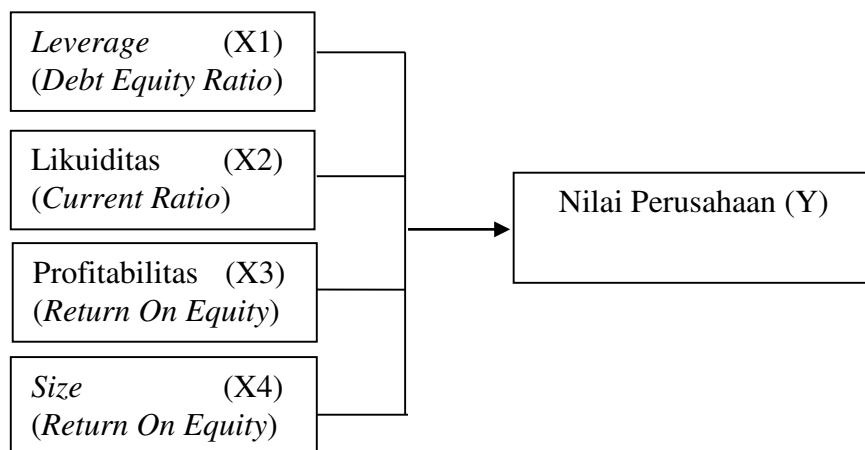 Leverage (X1)
(Debt Equity Ratio)
Likuiditas (X2)
(Current Ratio)
Nilai Perusahaan (Y)
Profitabilitas (X3)
(Return On Equity)
Size (X4)
(Return On Equity)